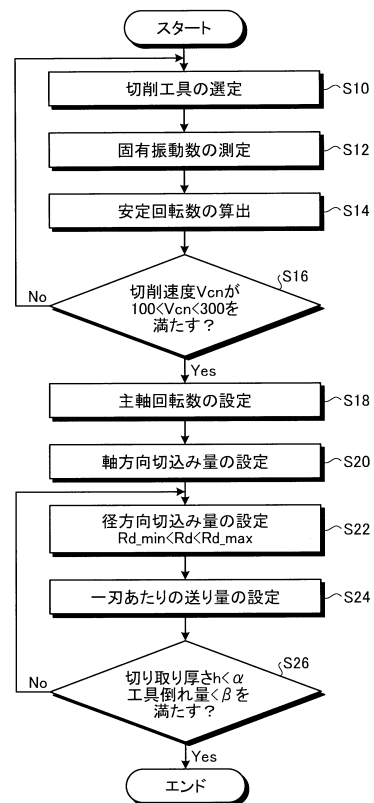 スタート
切削工具の選定
S10
固有振動数の測定
S12
安定回転数の算出
S14
S16
切削速度Vcnが
100<Vcn<300を
満たす？
No
Yes
主軸回転数の設定
S18
軸方向切込み量の設定
S20
径方向切込み量の設定
Rd_min<Rd<Rd_max
S22
一刃あたりの送り量の設定
S24
S26
切り取り厚さh<α
工具倒れ量<βを
満たす？
No
Yes
エンド